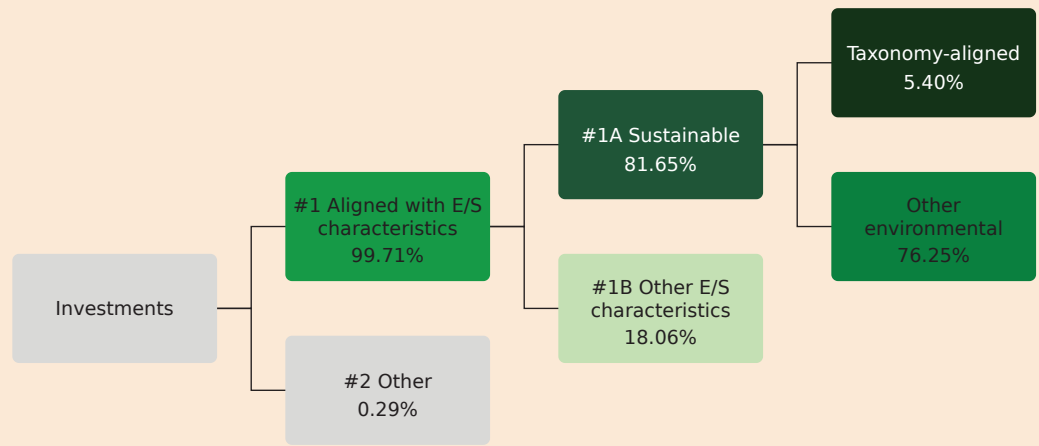 Investments
#1 Aligned with E/S
characteristics
99.71%
#2 Other
0.29%
#1A Sustainable
81.65%
#1B Other E/S
characteristics
18.06%
Taxonomy-aligned
5.40%
Other
environmental
76.25%